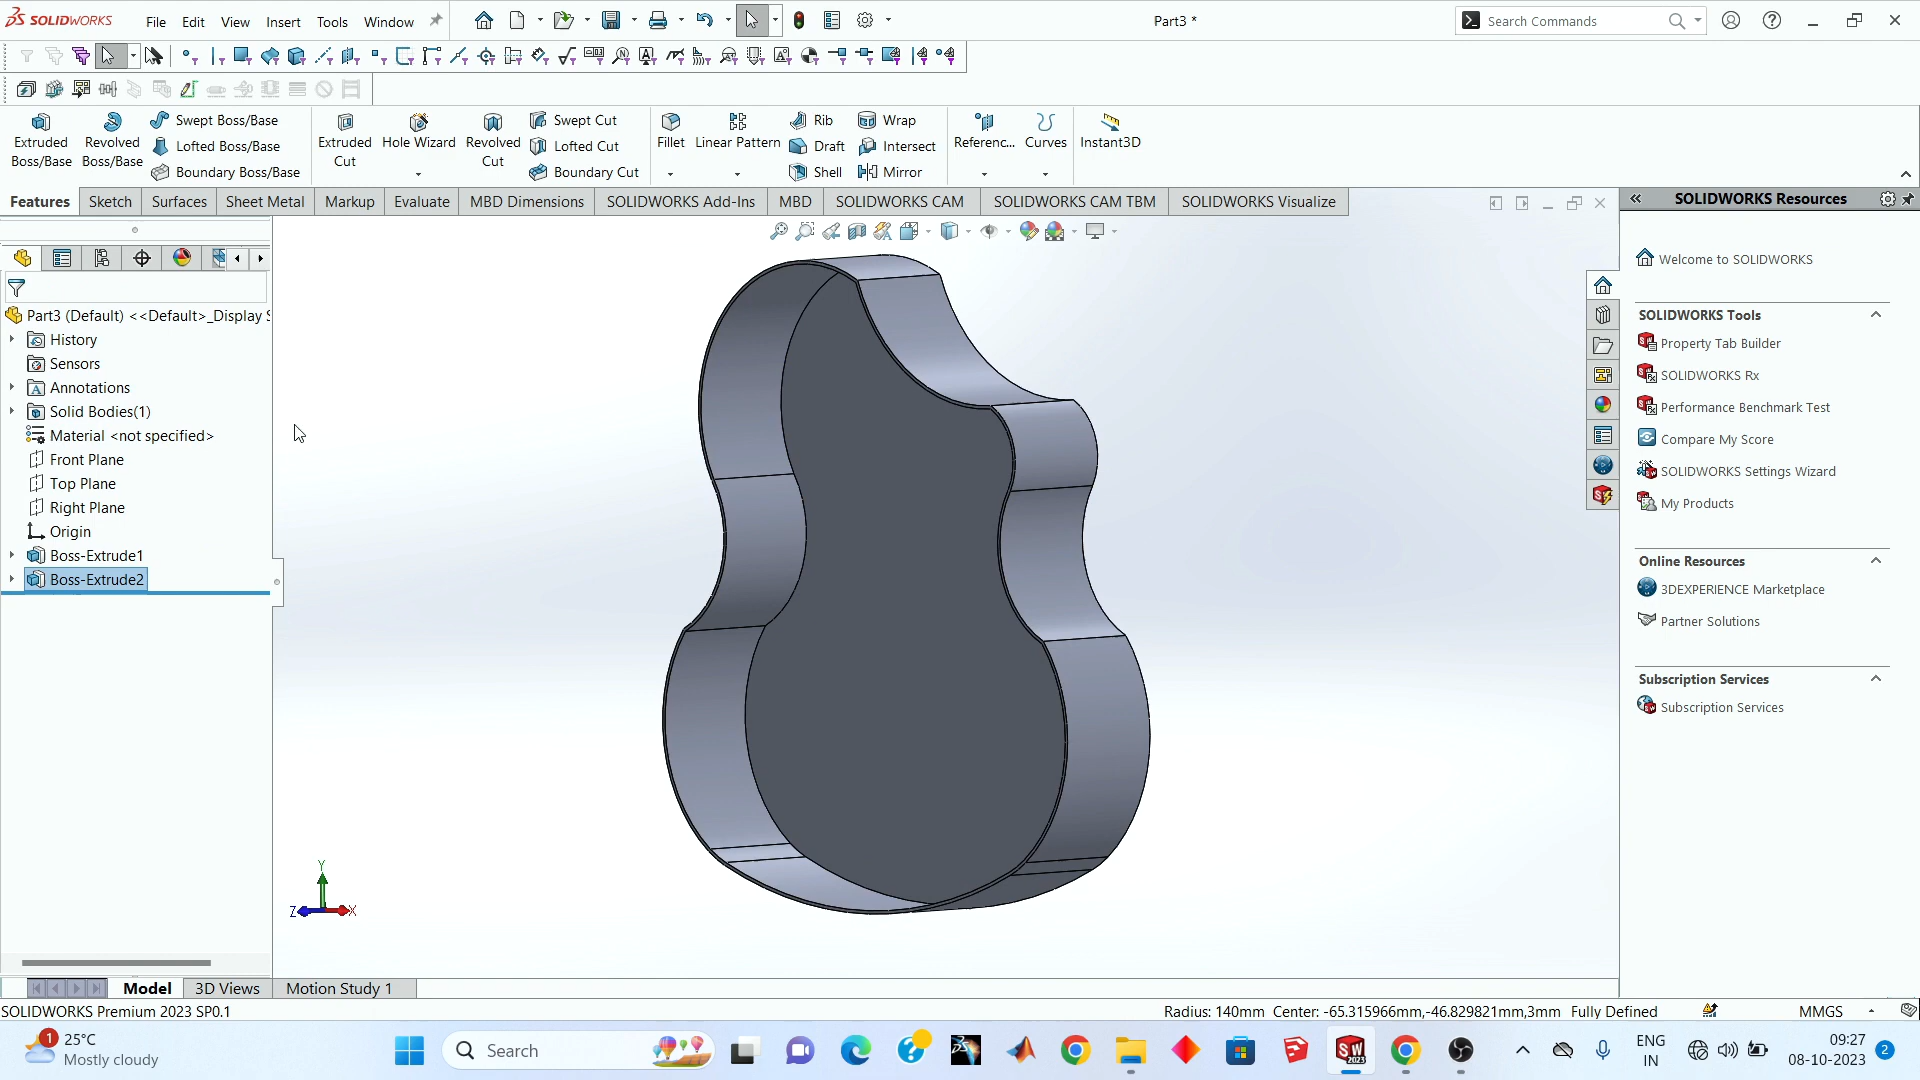 SOLIDWORKS File Edit View Insert Tools Window Part3 * Search Commands
Extruded Boss/Base
Revolved Boss/Base
Swept Boss/Base
Lofted Boss/Base
Boundary Boss/Base
Extruded Cut
Hole Wizard
Revolved Cut
Swept Cut
Lofted Cut
Boundary Cut
Fillet
Linear Pattern
Rib
Draft
Shell
Wrap
Intersect
Mirror
Referenc...
Curves
Instant3D
Features Sketch Surfaces Sheet Metal Markup Evaluate MBD Dimensions SOLIDWORKS Add-Ins MBD SOLIDWORKS CAM SOLIDWORKS CAM TBM SOLIDWORKS Visualize
Part3 (Default) <<Default>_Display S
History
Sensors
Annotations
Solid Bodies(1)
Material <not specified>
Front Plane
Top Plane
Right Plane
Origin
Boss-Extrude1
Boss-Extrude2
Y
Z X
SOLIDWORKS Resources
Welcome to SOLIDWORKS
SOLIDWORKS Tools
Property Tab Builder
SOLIDWORKS Rx
Performance Benchmark Test
Compare My Score
SOLIDWORKS Settings Wizard
My Products
Online Resources
3DEXPERIENCE Marketplace
Partner Solutions
Subscription Services
Subscription Services
Model 3D Views Motion Study 1
SOLIDWORKS Premium 2023 SP0.1 Radius: 140mm Center: -65.315966mm,-46.829821mm,3mm Fully Defined MMGS
1
25°C
Mostly cloudy
Search
SW
2023
ENG
IN
09:27
08-10-2023
2